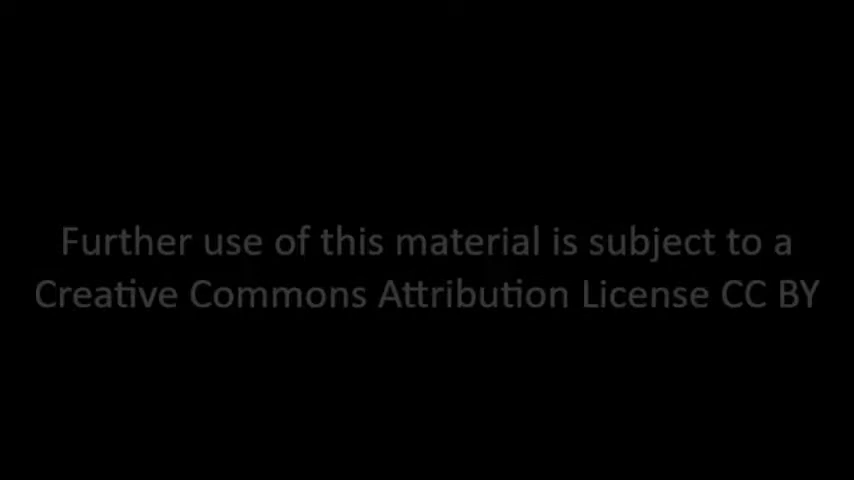 Further use of this material is subject to a
Creative Commons Attribution License CC BY